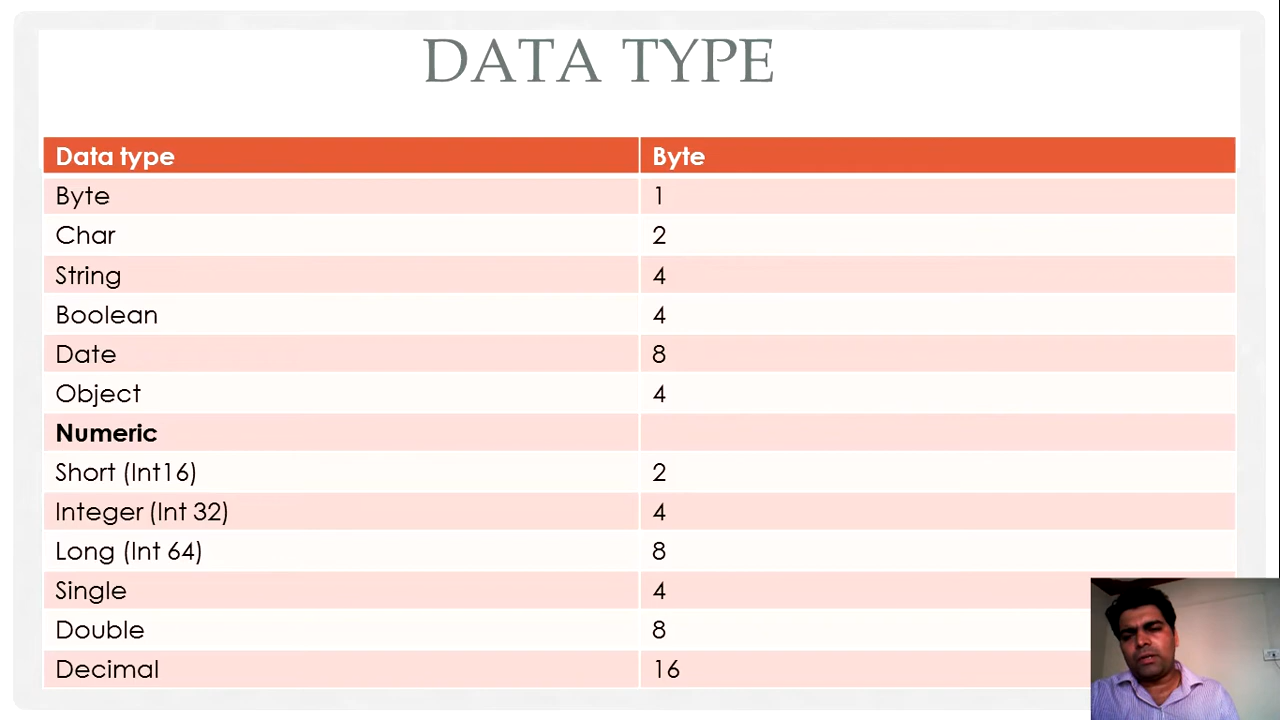 DATA TYPE
Data type Byte
Byte 1
Char 2
String 4
Boolean 4
Date 8
Object 4
Numeric
Short (Int16) 2
Integer (Int 32) 4
Long (Int 64) 8
Single 4
Double 8
Decimal 16